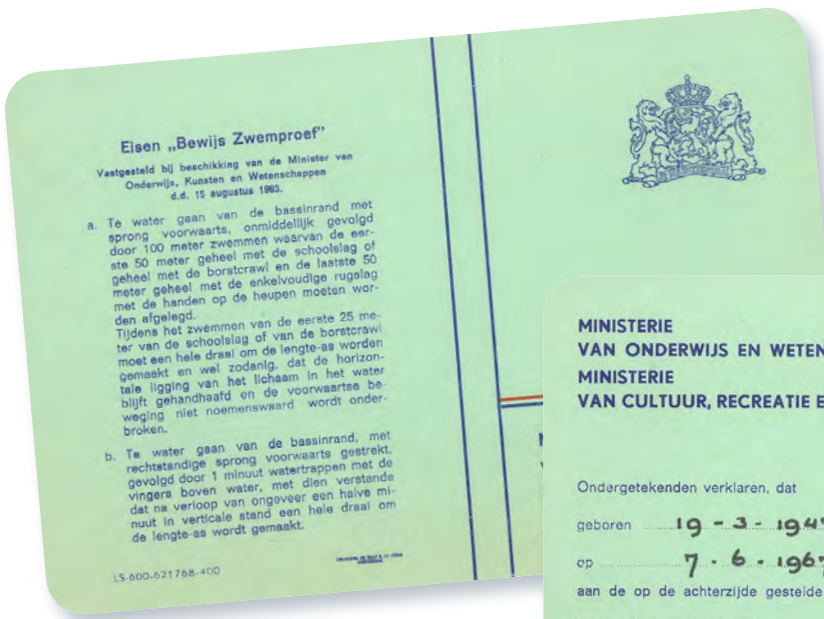 Eisen „Bewijs Zwemproef"
Vastgesteld bij beschikking van de Minister van
Onderwijs, Kunsten en Wetenschappen
d.d. 15 augustus 1963.
a. Te water gaan van de bassinrand met
sprong voorwaarts, onmiddellijk gevolgd
door 100 meter zwemmen waarvan de eer-
ste 50 meter geheel met de schoolslag of
geheel met de borstcrawl en de laatste 50
meter geheel met de enkelvoudige rugslag
met de handen op de heupen moeten wor-
den afgelegd.
Tijdens het zwemmen van de eerste 25 me-
ter van de schoolslag of van de borstcrawl
moet een hele draai om de lengte-as worden
gemaakt en wel zodanig, dat de horizon-
tale ligging van het lichaam in het water
blijft gehandhaafd en de voorwaartse be-
weging niet noemenswaard wordt onder-
broken.
b. Te water gaan van de bassinrand, met
rechtstandige sprong voorwaarts gestrekt,
gevolgd door 1 minuut watertrappen met de
vingers boven water, met dien verstande
dat na verloop van ongeveer een halve mi-
nuut in verticale stand een hele draai om
de lengte-as wordt gemaakt.
LS-600-621768-400
MINISTERIE
VAN ONDERWIJS EN WETEN
MINISTERIE
VAN CULTUUR, RECREATIE E
Ondergetekenden verklaren, dat
geboren 19 - 3 - 194
op 7 - 6 - 1967
aan de op de achterzijde gestelde